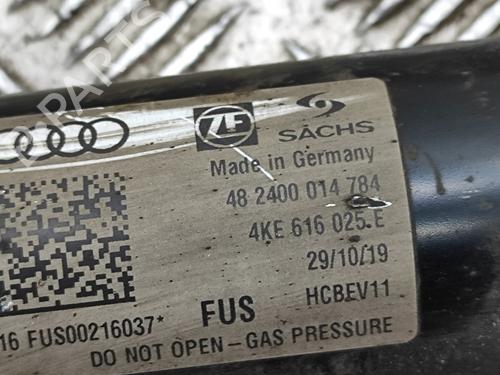 ZF
SACHS
Made in Germany
48 2400 014 784
4KE 616 025 E
29/10/19
16 FUS00216037*
FUS
HCBEV11
DO NOT OPEN - GAS PRESSURE